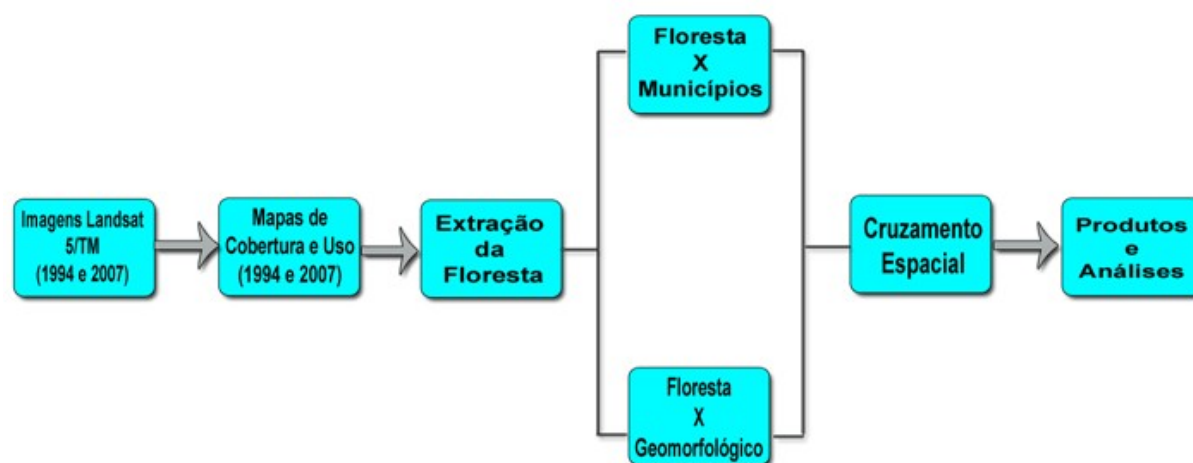 Imagens Landsat
5/TM
(1994 e 2007)
Mapas de
Cobertura e Uso
(1994 e 2007)
Extração
da
Floresta
Floresta
X
Municípios
Floresta
X
Geomorfológico
Cruzamento
Espacial
Produtos
e
Análises